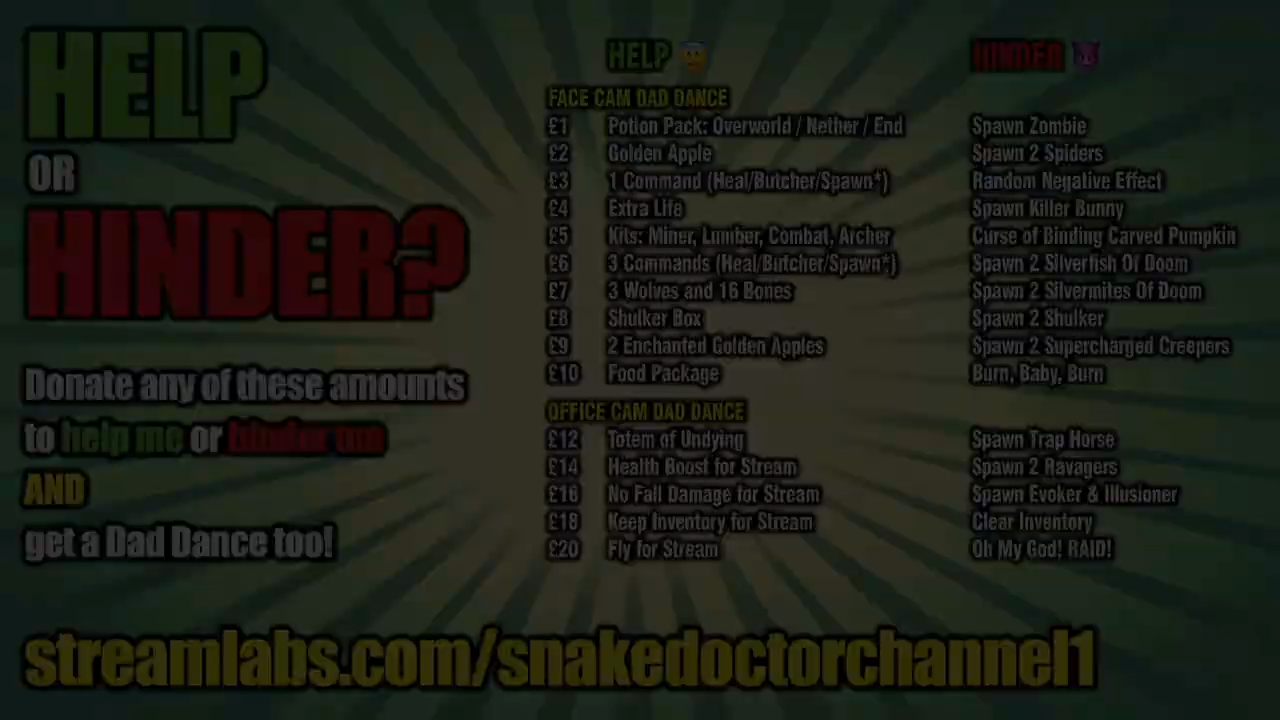 HELP
OR
HINDER?
Donate any of these amounts
to help me or hinder me
AND
get a Dad Dance too!
HELP HINDER
FACE CAM DAD DANCE
£1 Potion Pack: Overworld / Nether / End Spawn Zombie
£2 Golden Apple Spawn 2 Spiders
£3 1 Command (Heal/Butcher/Spawn*) Random Negative Effect
£4 Extra Life Spawn Killer Bunny
£5 Kits: Miner, Lumber, Combat, Archer Curse of Binding Carved Pumpkin
£6 3 Commands (Heal/Butcher/Spawn*) Spawn 2 Silverfish Of Doom
£7 3 Wolves and 16 Bones Spawn 2 Silvermites Of Doom
£8 Shulker Box Spawn 2 Shulker
£9 2 Enchanted Golden Apples Spawn 2 Supercharged Creepers
£10 Food Package Burn, Baby, Burn
OFFICE CAM DAD DANCE
£12 Totem of Undying Spawn Trap Horse
£14 Health Boost for Stream Spawn 2 Ravagers
£16 No Fall Damage for Stream Spawn Evoker & Illusioner
£18 Keep Inventory for Stream Clear Inventory
£20 Fly for Stream Oh My God! RAID!
streamlabs.com/snakedoctorchannel1